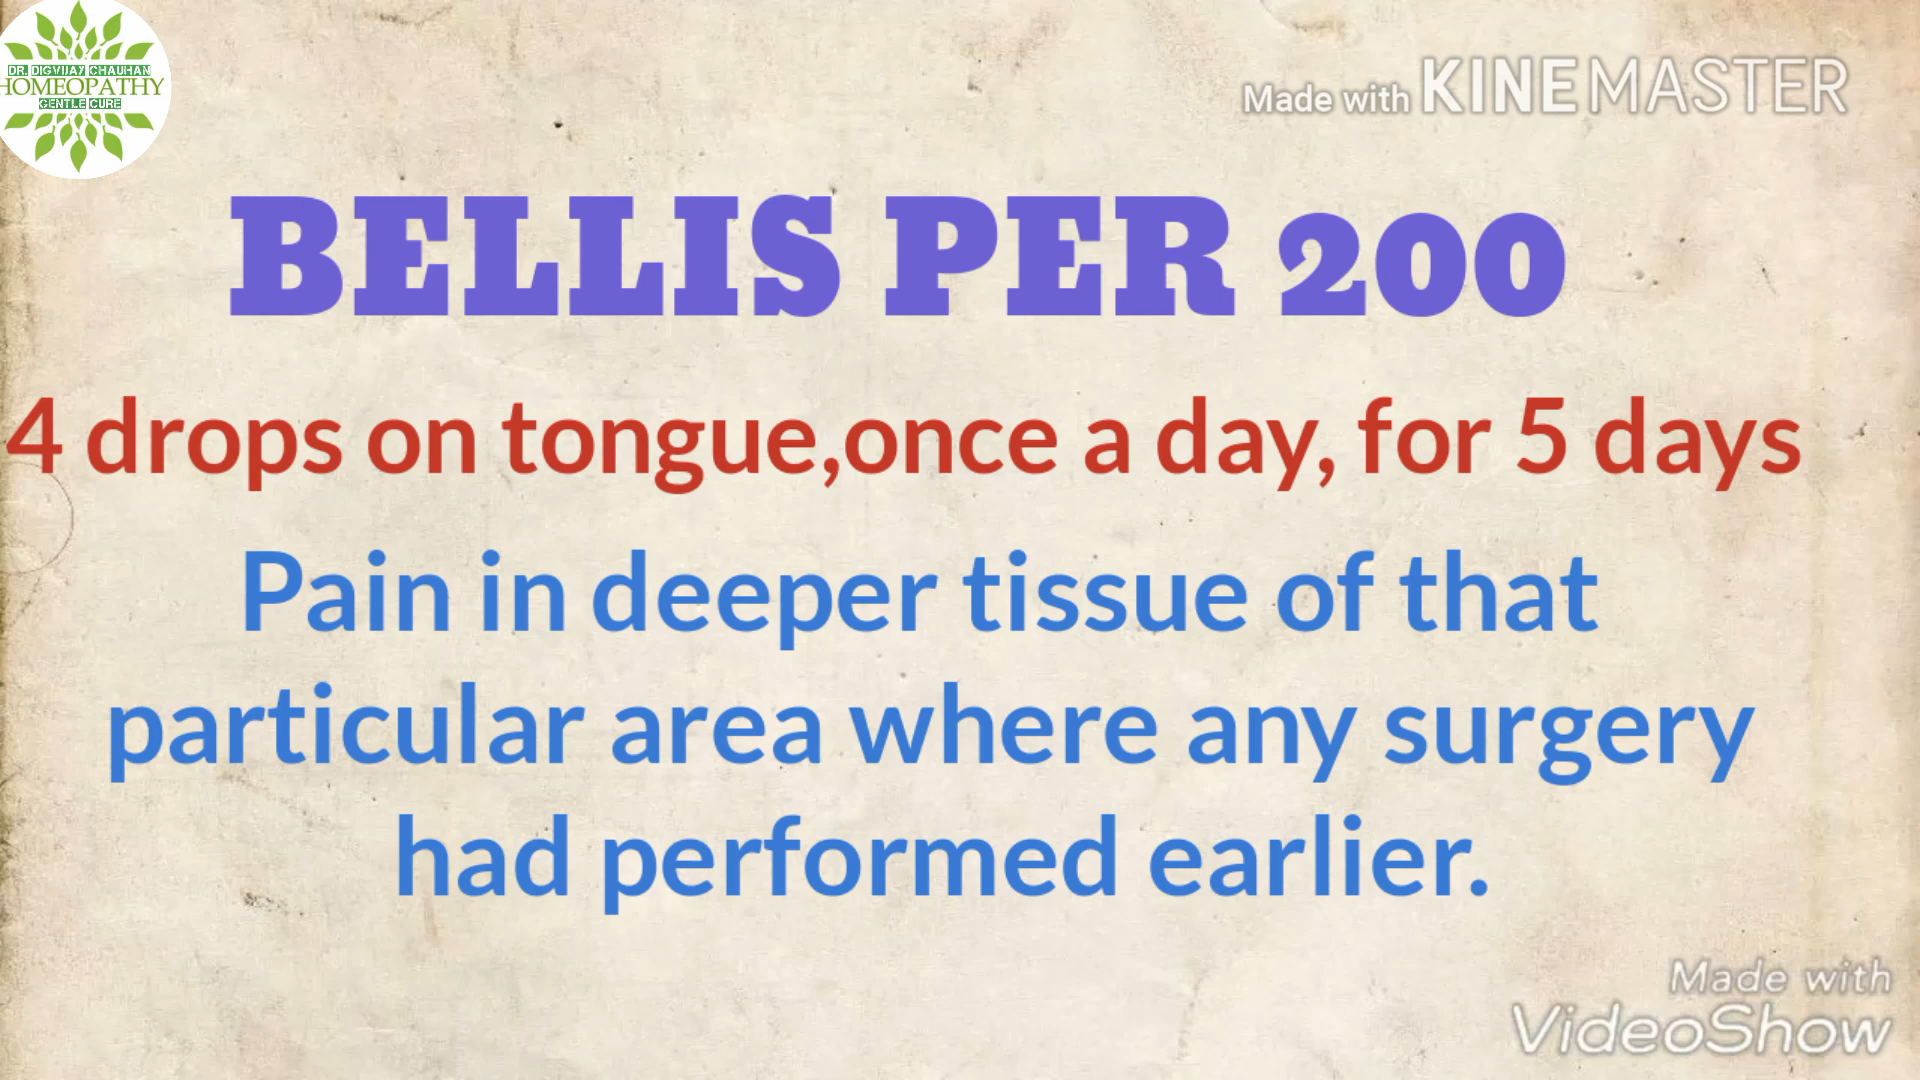 DR. DIGVIJAY CHAUHAN
HOMEOPATHY
GENTLE CURE
Made with KINEMASTER
BELLIS PER 200
4 drops on tongue,once a day, for 5 days
Pain in deeper tissue of that
particular area where any surgery
had performed earlier.
Made with
VideoShow